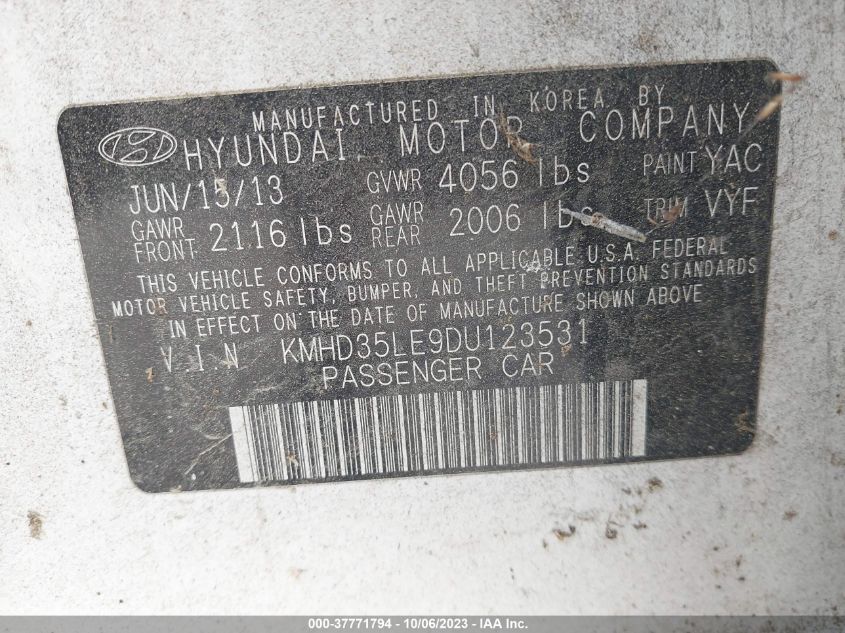 MANUFACTURED IN KOREA BY
HYUNDAI MOTOR COMPANY
JUN/15/13 GVWR 4056 lbs PAINT YAC
GAWR FRONT 2116 lbs GAWR REAR 2006 lbs TRIM VYF
THIS VEHICLE CONFORMS TO ALL APPLICABLE U.S.A. FEDERAL
MOTOR VEHICLE SAFETY, BUMPER, AND THEFT PREVENTION STANDARDS
IN EFFECT ON THE DATE OF MANUFACTURE SHOWN ABOVE
V.I.N KMHD35LE9DU123531
PASSENGER CAR
000-37771794 - 10/06/2023 - IAA Inc.